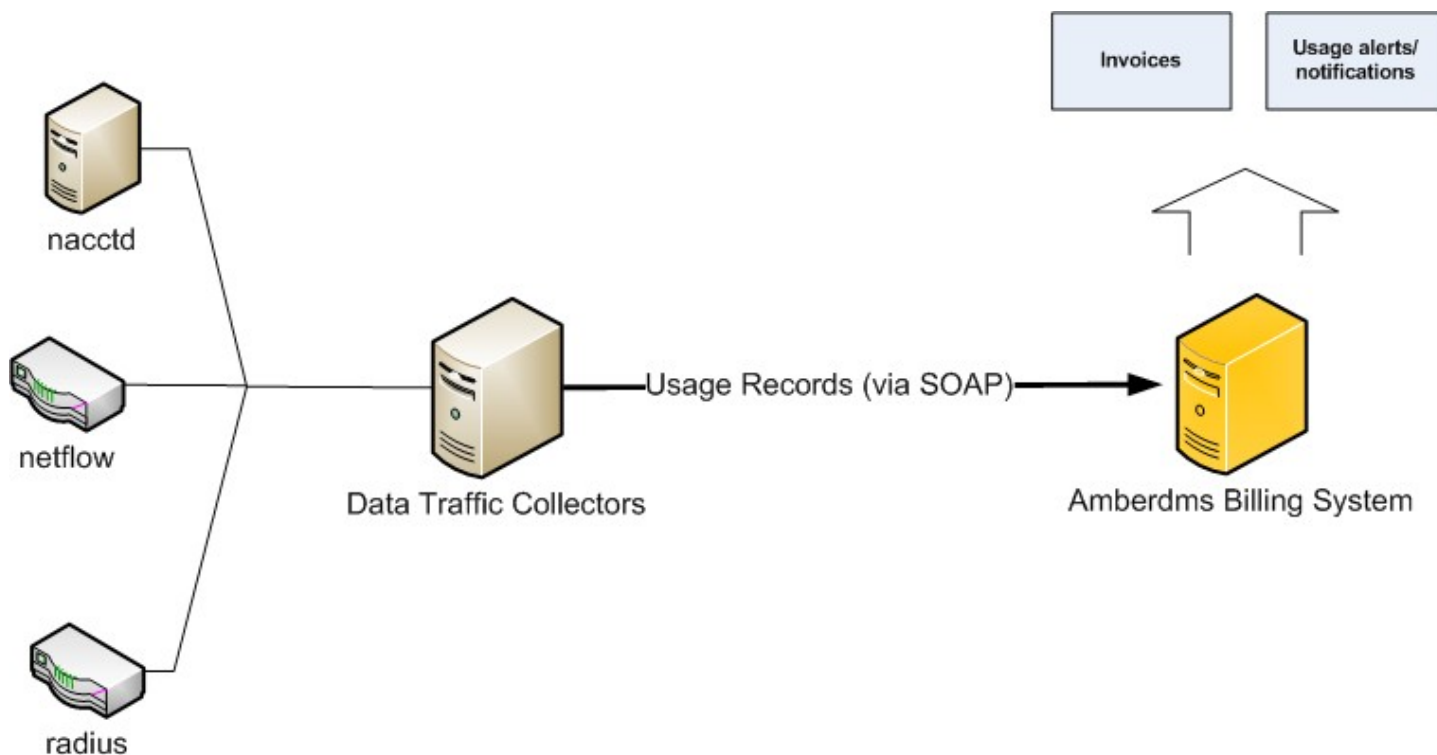 Invoices
Usage alerts/
notifications
nacctd
netflow
Usage Records (via SOAP)
Data Traffic Collectors
Amberdms Billing System
radius